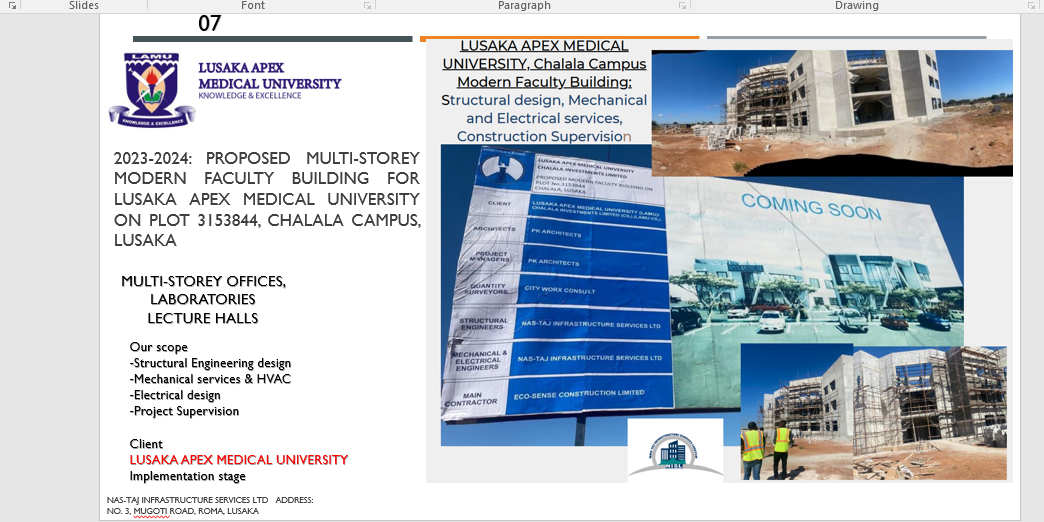 Slides
Font
Paragraph
Drawing
07
LAMU
KNOWLEDGE & EXCELLENCE
LUSAKA APEX
MEDICAL UNIVERSITY
KNOWLEDGE & EXCELLENCE
2023-2024: PROPOSED MULTI-STOREY
MODERN FACULTY BUILDING FOR
LUSAKA APEX MEDICAL UNIVERSITY
ON PLOT 3153844, CHALALA CAMPUS,
LUSAKA
MULTI-STOREY OFFICES,
LABORATORIES
LECTURE HALLS
Our scope
-Structural Engineering design
-Mechanical services & HVAC
-Electrical design
-Project Supervision
Client
LUSAKA APEX MEDICAL UNIVERSITY
Implementation stage
NAS-TAJ INFRASTRUCTURE SERVICES LTD ADDRESS:
NO. 3, MUGOTI ROAD, ROMA, LUSAKA
LUSAKA APEX MEDICAL
UNIVERSITY, Chalala Campus
Modern Faculty Building:
Structural design, Mechanical
and Electrical services,
Construction Supervision
LUSAKA APEX MEDICAL UNIVERSITY
CHALALA INVESTMENTS LIMITED
PROPOSED MODERN FACULTY BUILDING ON
PLOT No.3153844
CHALALA, LUSAKA
CLIENT
LUSAKA APEX MEDICAL UNIVERSITY (LAMU)/
CHALALA INVESTMENTS LIMITED (CIL)
ARCHITECTS
PK ARCHITECTS
PROJECT
MANAGERS
PK ARCHITECTS
QUANTITY
SURVEYORS
CITY WORX CONSULT
STRUCTURAL
ENGINEERS
NAS-TAJ INFRASTRUCTURE SERVICES LTD
MECHANICAL &
ELECTRICAL
ENGINEERS
NAS-TAJ INFRASTRUCTURE SERVICES LTD
MAIN
CONTRACTOR
ECO-SENSE CONSTRUCTION LIMITED
COMING SOON
NISL